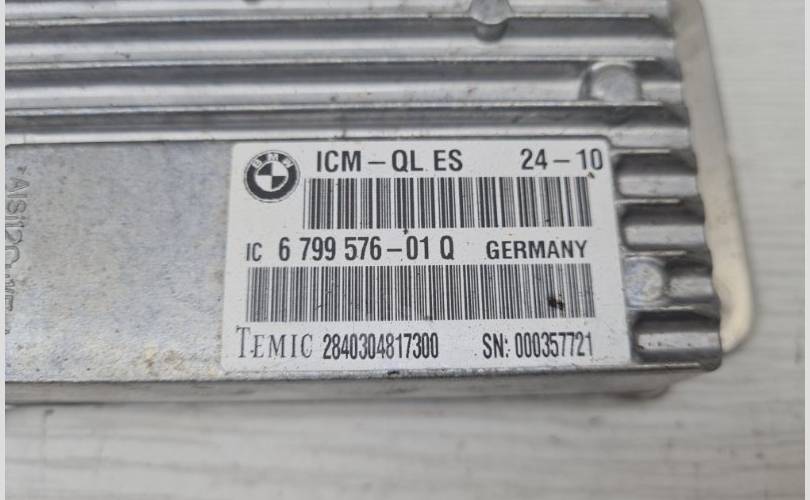 BMW
ICM-QL ES 24-10
IC 6 799 576-01 Q GERMANY
TEMIC 2840304817300 SN: 000357721